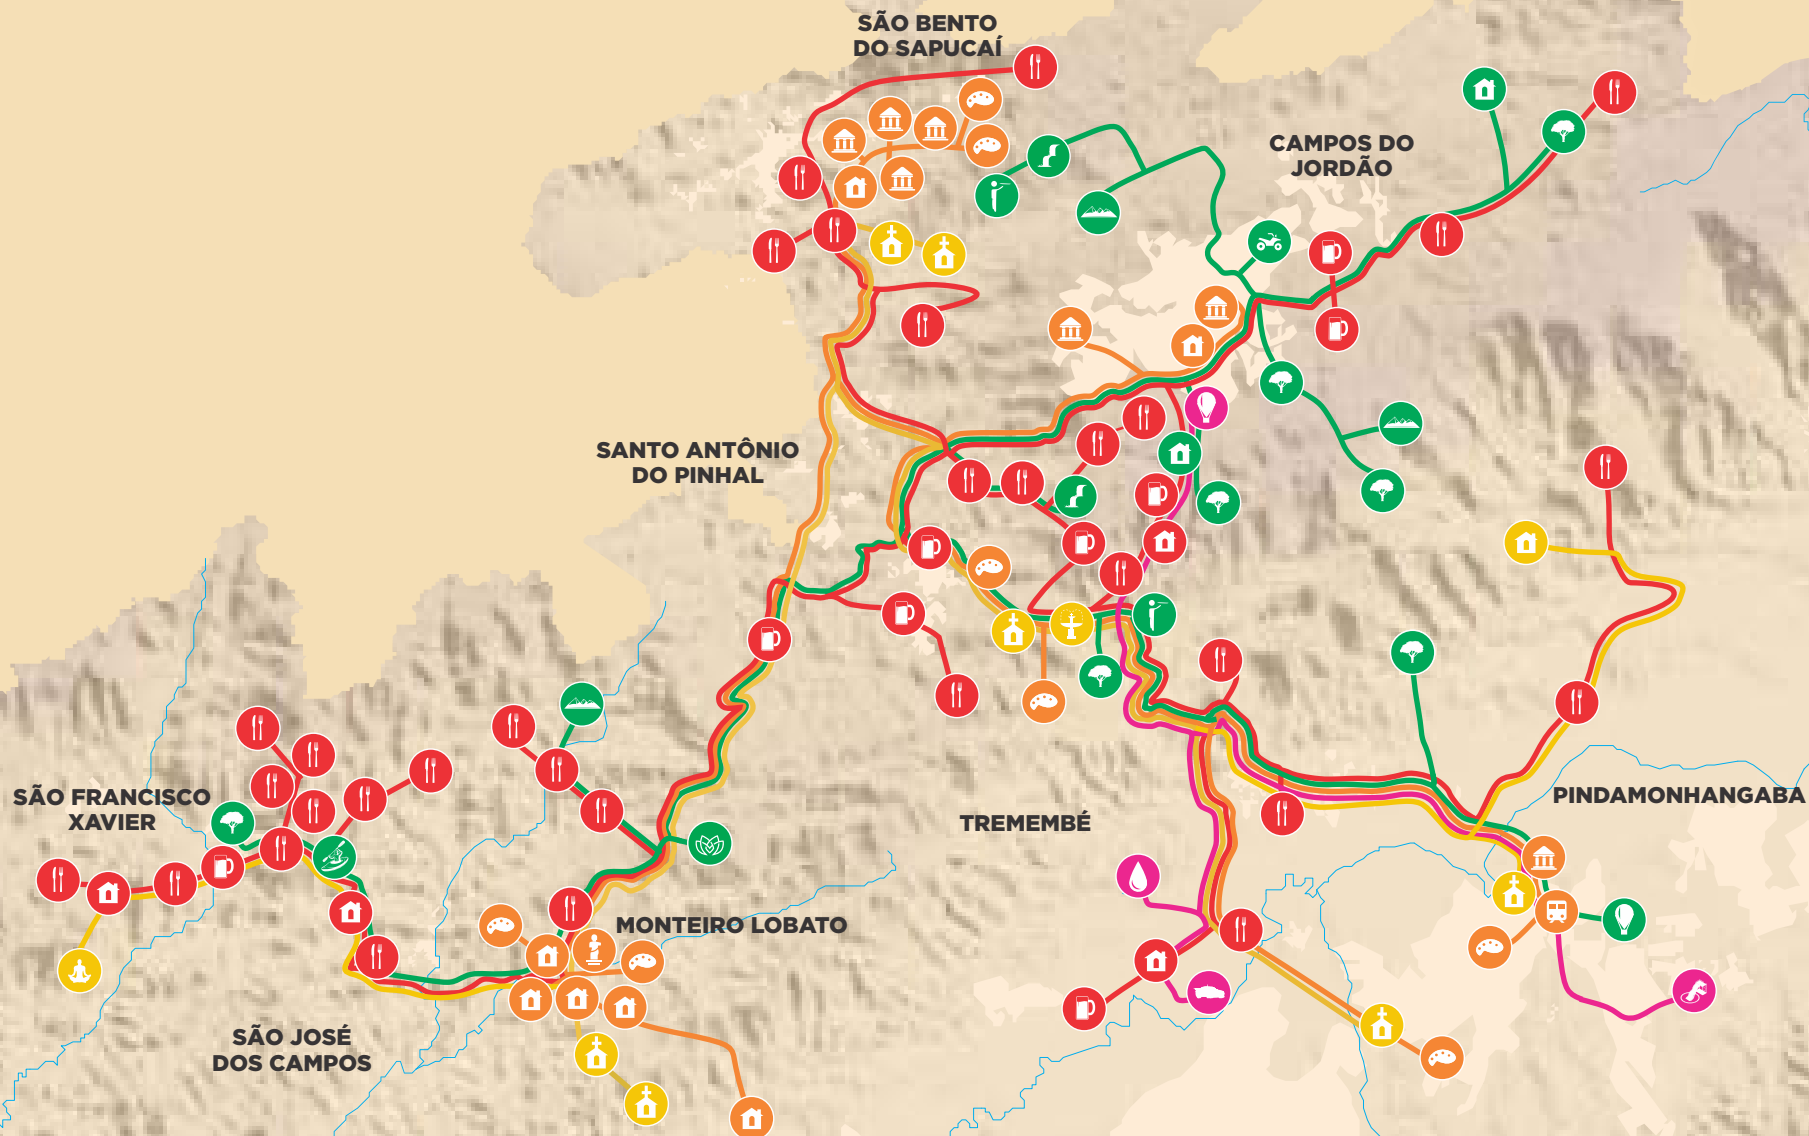 SÃO BENTO
DO SAPUCAÍ
CAMPOS DO
JORDÃO
SANTO ANTÔNIO
DO PINHAL
SÃO FRANCISCO
XAVIER
PINDAMONHANGABA
TREMEMBÉ
MONTEIRO LOBATO
SÃO JOSÉ
DOS CAMPOS